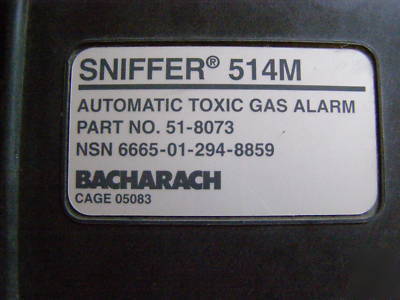 SNIFFER® 514M
AUTOMATIC TOXIC GAS ALARM
PART NO. 51-8073
NSN 6665-01-294-8859
BACHARACH
CAGE 05083